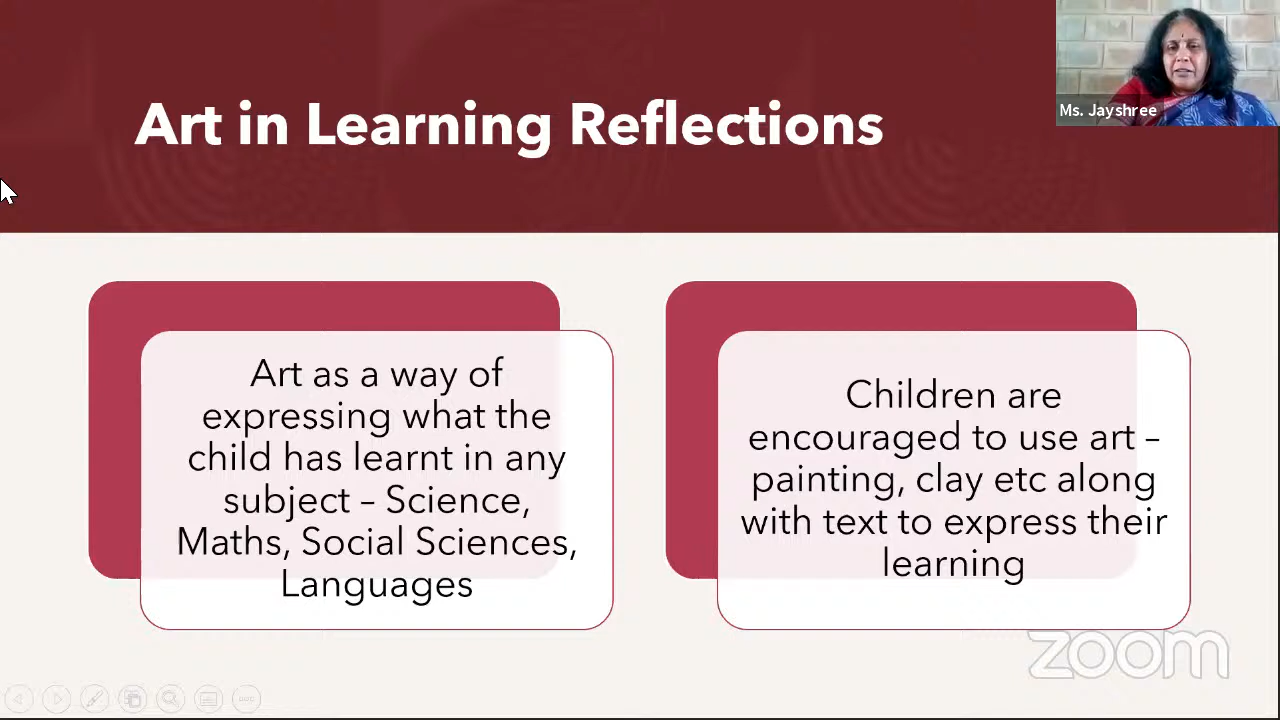 Art in Learning Reflections
Ms. Jayshree
Art as a way of
expressing what the
child has learnt in any
subject – Science,
Maths, Social Sciences,
Languages
Children are
encouraged to use art –
painting, clay etc along
with text to express their
learning
zoom